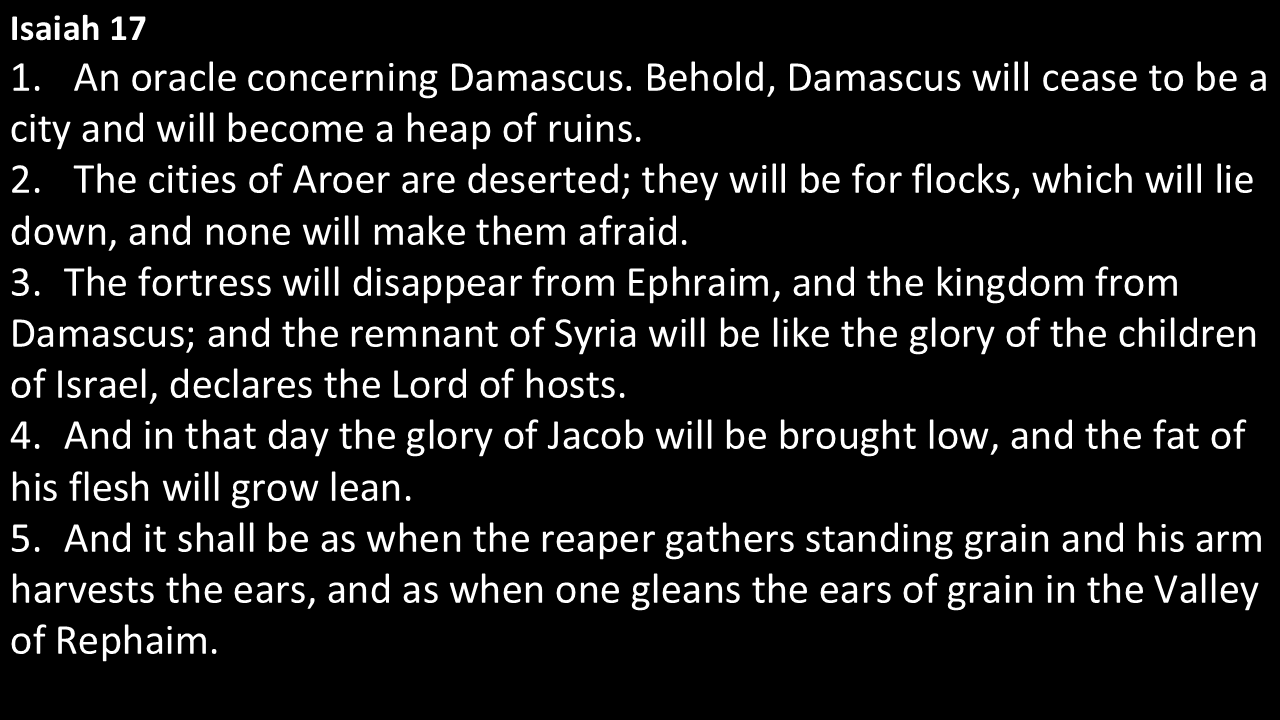 Isaiah 17
1. An oracle concerning Damascus. Behold, Damascus will cease to be a
city and will become a heap of ruins.
2. The cities of Aroer are deserted; they will be for flocks, which will lie
down, and none will make them afraid.
3. The fortress will disappear from Ephraim, and the kingdom from
Damascus; and the remnant of Syria will be like the glory of the children
of Israel, declares the Lord of hosts.
4. And in that day the glory of Jacob will be brought low, and the fat of
his flesh will grow lean.
5. And it shall be as when the reaper gathers standing grain and his arm
harvests the ears, and as when one gleans the ears of grain in the Valley
of Rephaim.